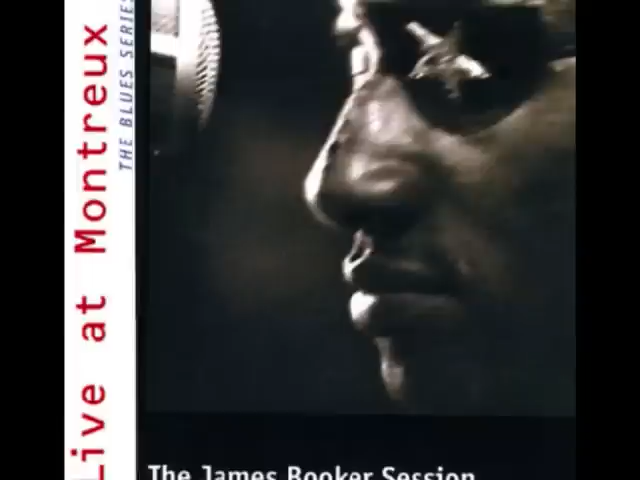 Live at Montreux
THE BLUES SERIES
The James Booker Session